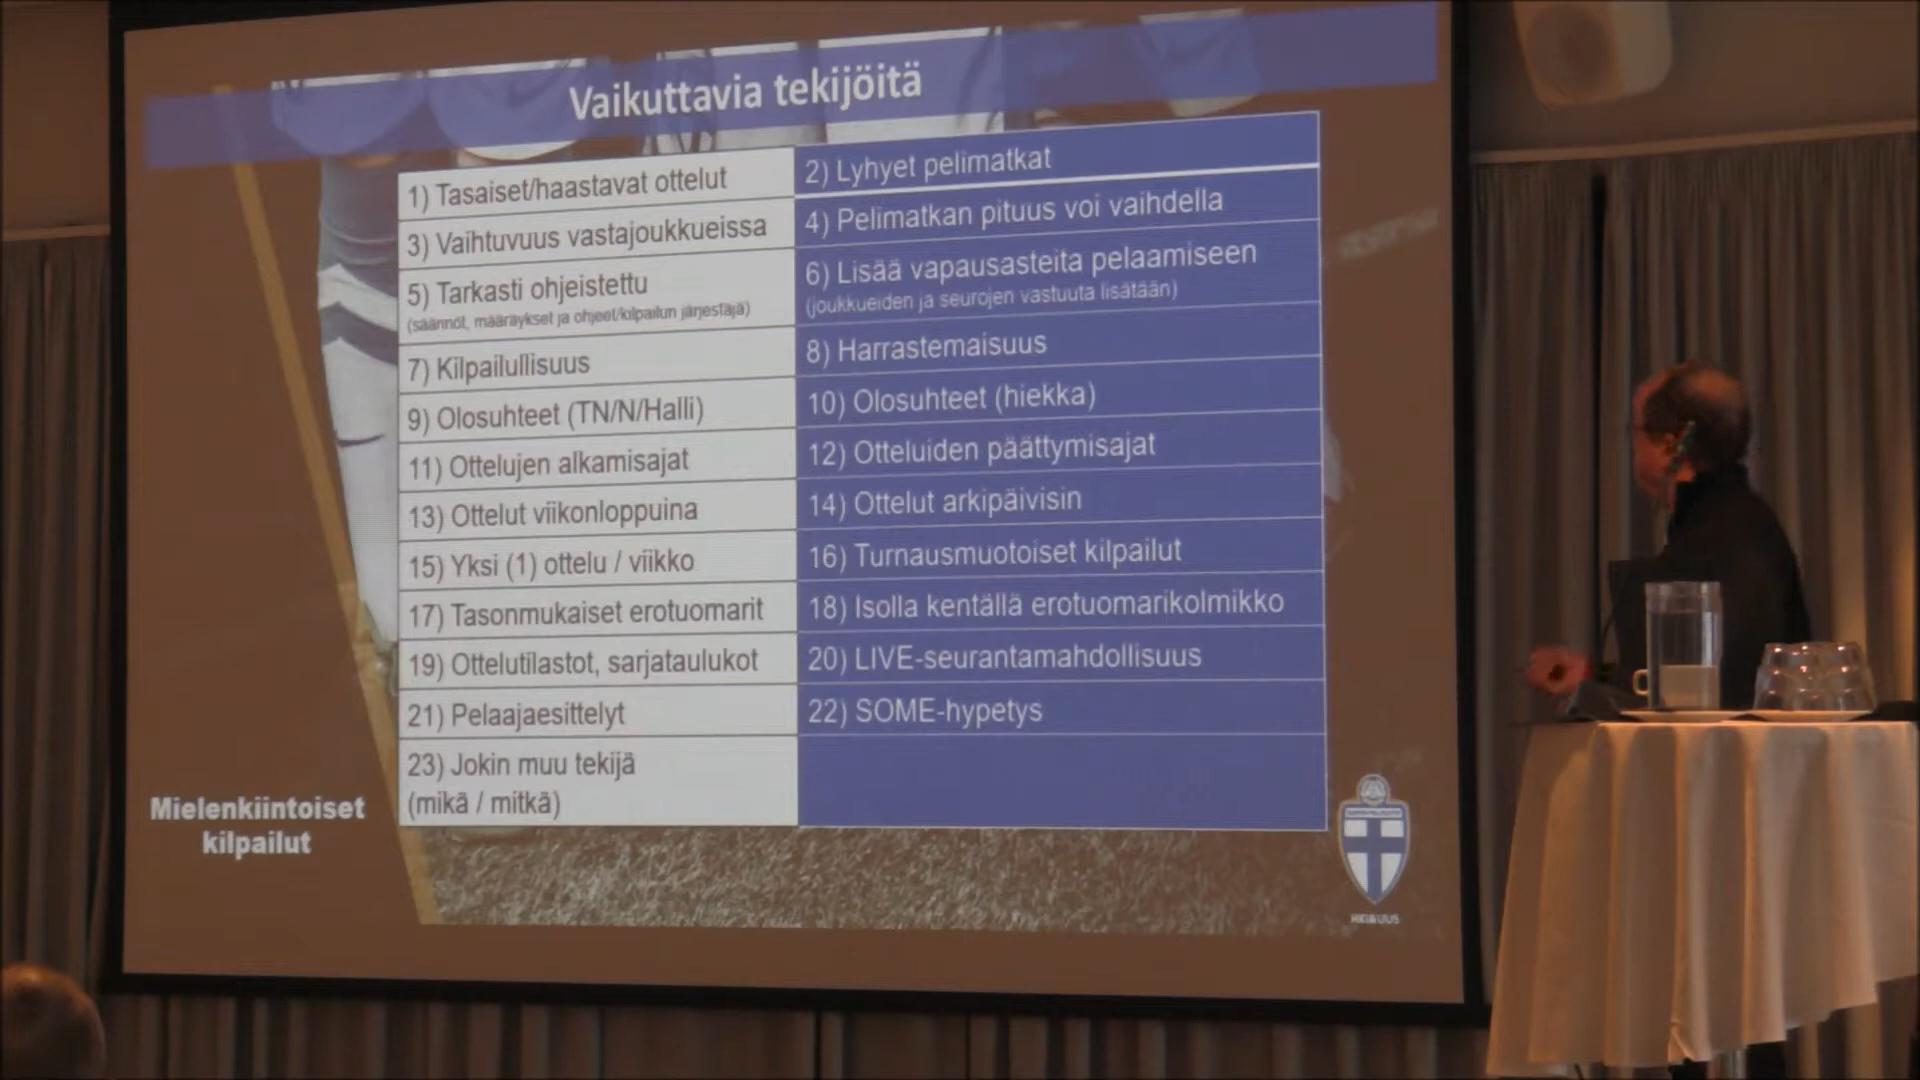 Vaikuttavia tekijöitä
1) Tasaiset/haastavat ottelut
2) Lyhyet pelimatkat
3) Vaihtuvuus vastajoukkueissa
4) Pelimatkan pituus voi vaihdella
5) Tarkasti ohjeistettu
(säännöt, määräykset ja ohjeet/kilpailun järjestäjä)
6) Lisää vapausasteita pelaamiseen
(joukkueiden ja seurojen vastuuta lisätään)
7) Kilpailullisuus
8) Harrastemaisuus
9) Olosuhteet (TN/N/Halli)
10) Olosuhteet (hiekka)
11) Ottelujen alkamisajat
12) Otteluiden päättymisajat
13) Ottelut viikonloppuina
14) Ottelut arkipäivisin
15) Yksi (1) ottelu / viikko
16) Turnausmuotoiset kilpailut
17) Tasonmukaiset erotuomarit
18) Isolla kentällä erotuomarikolmikko
19) Ottelutilastot, sarjataulukot
20) LIVE-seurantamahdollisuus
21) Pelaajaesittelyt
22) SOME-hypetys
23) Jokin muu tekijä
(mikä / mitkä)
Mielenkiintoiset
kilpailut